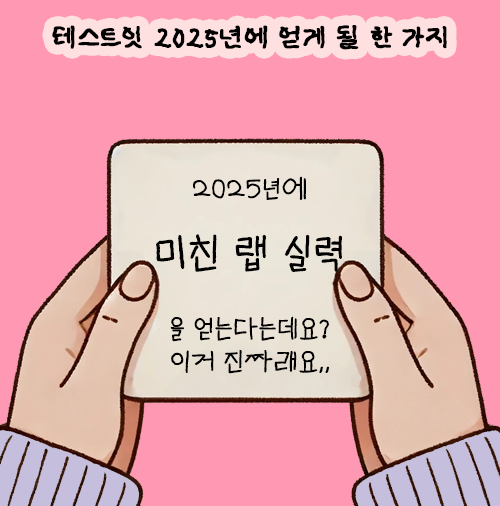 테스트잇 2025년에 얻게 될 한 가지
2025년에
미친 랩 실력
을 얻는다는데요?
이거 진짜래요,,